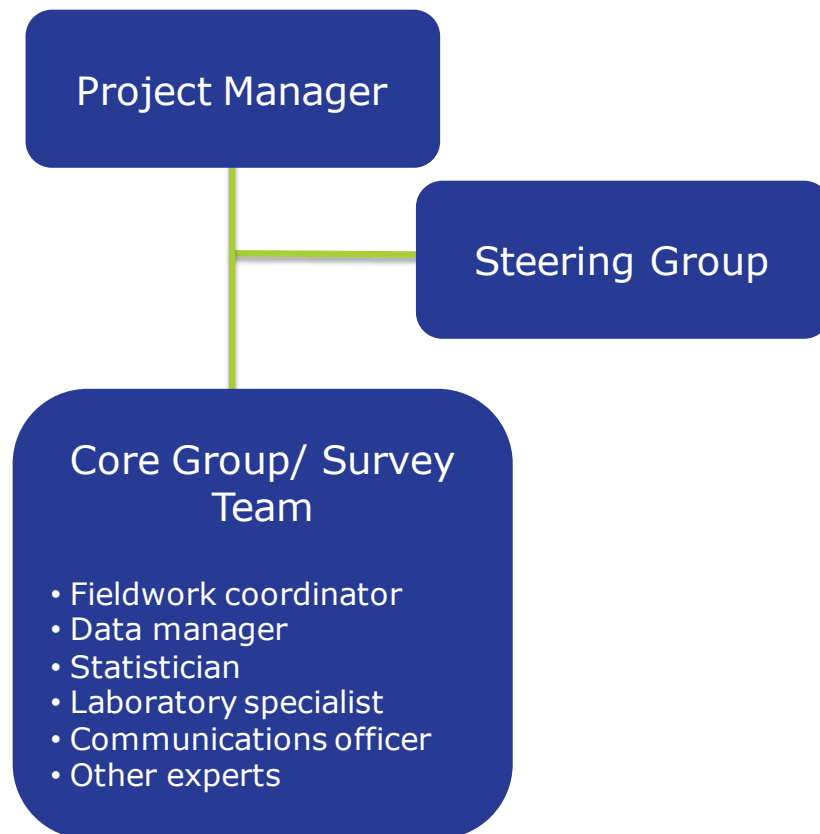 Project Manager
Steering Group
Core Group/ Survey
Team
• Fieldwork coordinator
• Data manager
• Statistician
• Laboratory specialist
• Communications officer
• Other experts